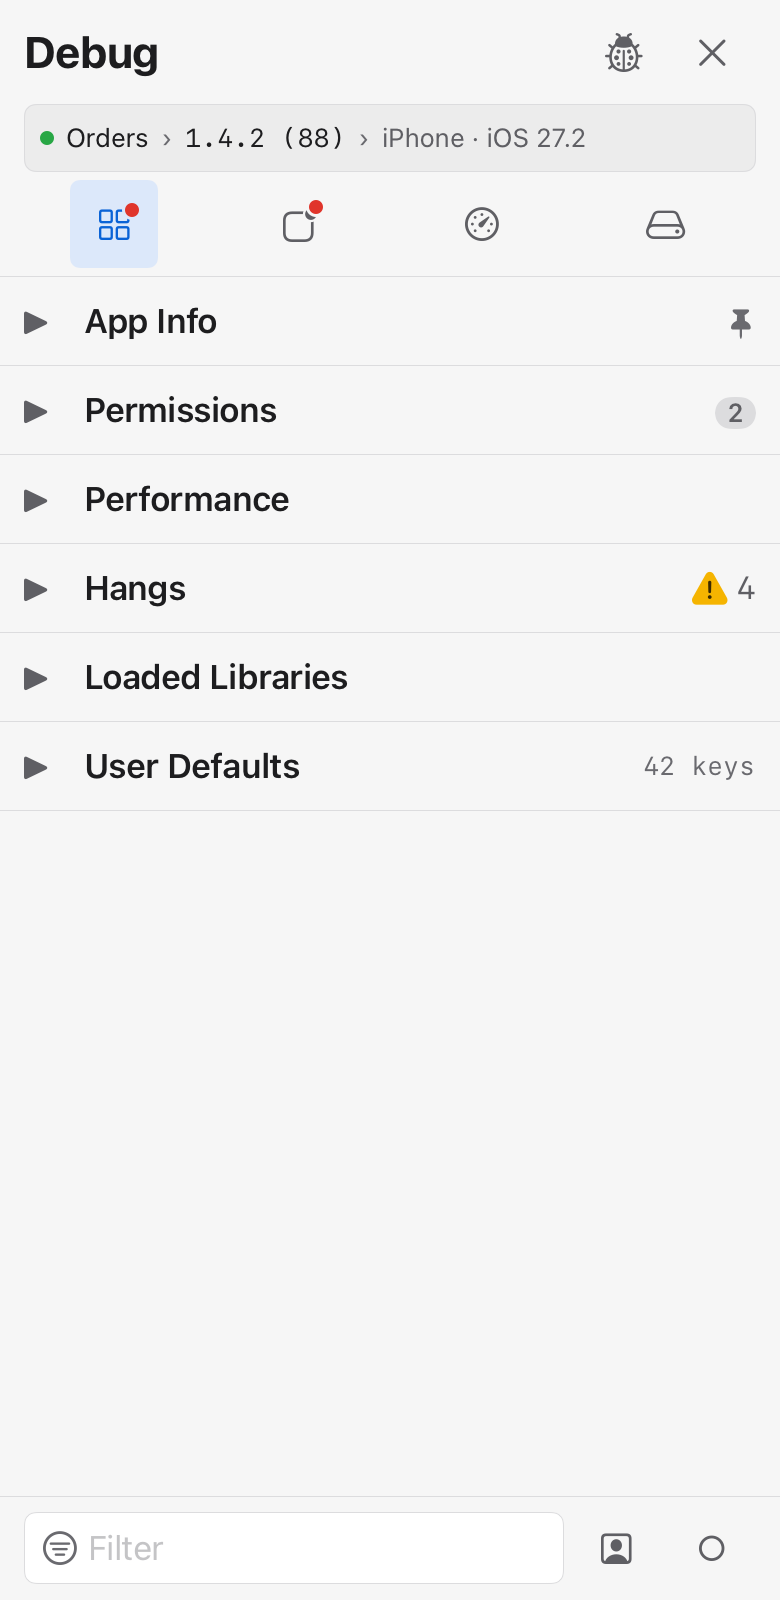 Debug
Orders › 1.4.2 (88) › iPhone · iOS 27.2
App Info
Permissions 2
Performance
Hangs 4
Loaded Libraries
User Defaults 42 keys
Filter